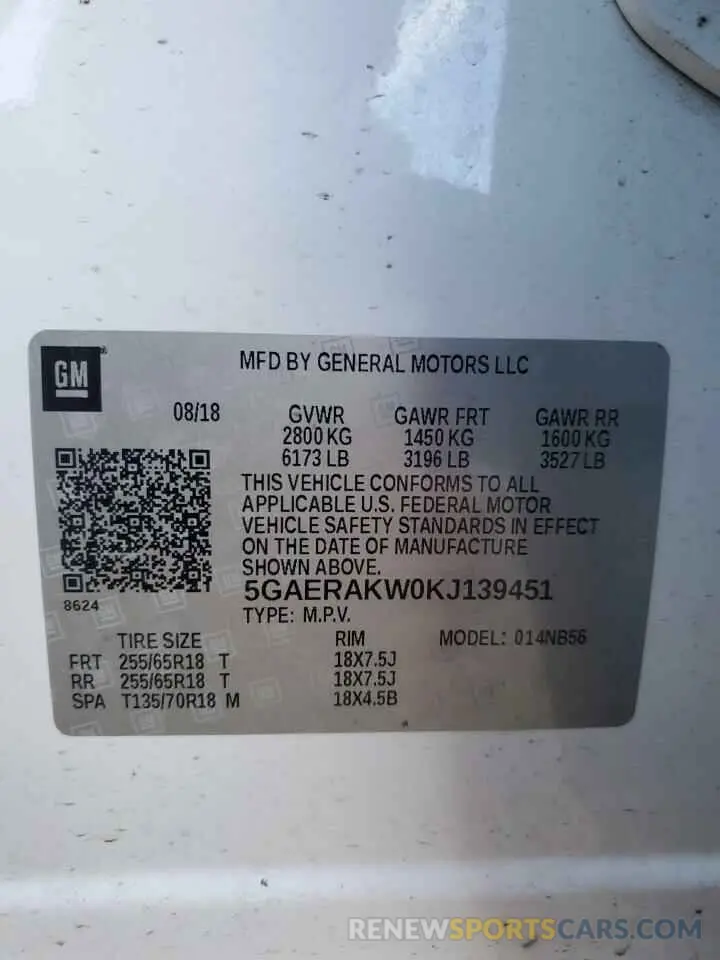 GM
MFD BY GENERAL MOTORS LLC
08/18 GVWR GAWR FRT GAWR RR
2800 KG 1450 KG 1600 KG
6173 LB 3196 LB 3527 LB
THIS VEHICLE CONFORMS TO ALL
APPLICABLE U.S. FEDERAL MOTOR
VEHICLE SAFETY STANDARDS IN EFFECT
ON THE DATE OF MANUFACTURE
SHOWN ABOVE.
8624
5GAERAKW0KJ139451
TYPE: M.P.V.
TIRE SIZE RIM MODEL: 014NB56
FRT 255/65R18 T 18X7.5J
RR 255/65R18 T 18X7.5J
SPA T135/70R18 M 18X4.5B
RENEWSPORTSCARS.COM